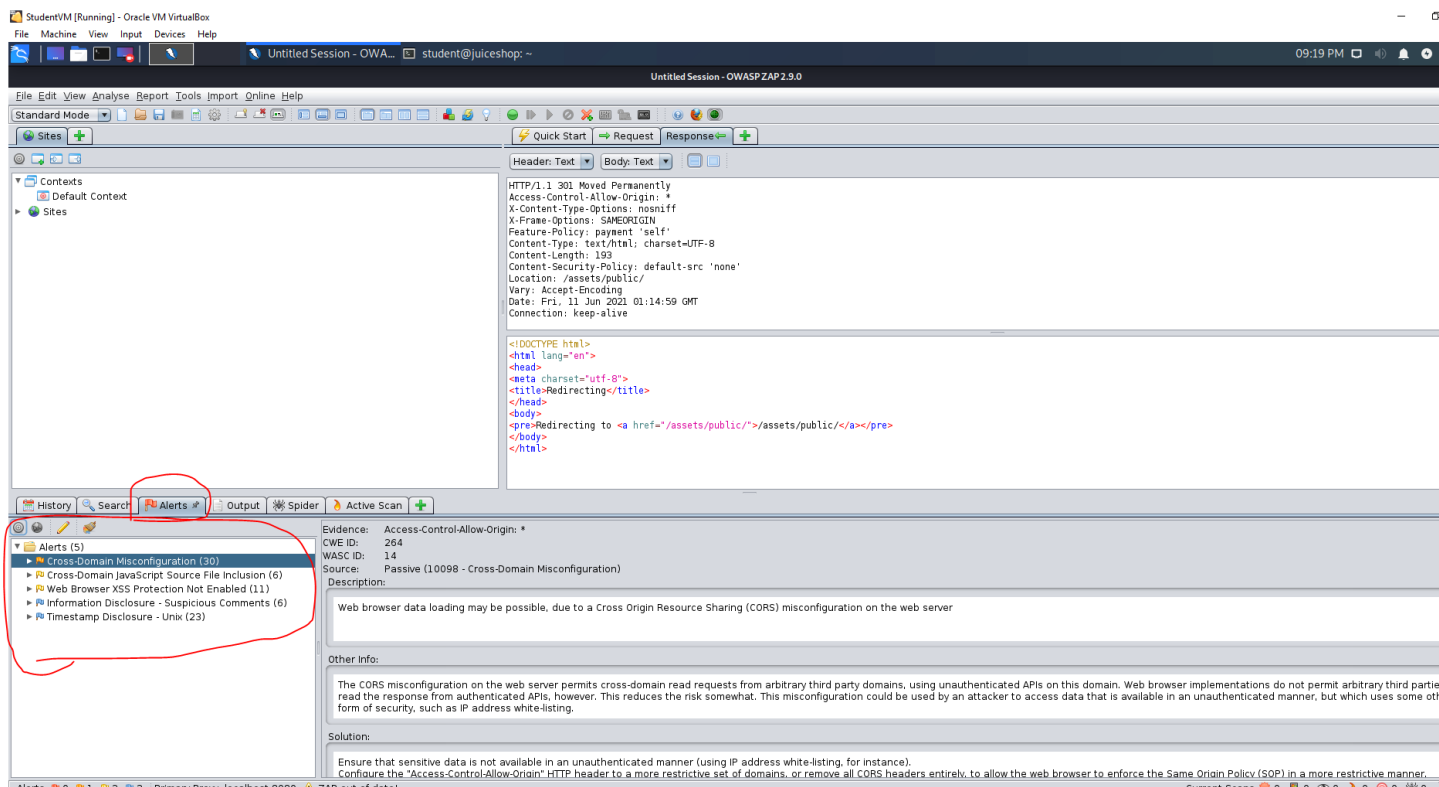 StudentVM [Running] - Oracle VM VirtualBox
File Machine View Input Devices Help
Untitled Session - OWA... student@juiceshop: ~ 09:19 PM
Untitled Session - OWASP ZAP 2.9.0
File Edit View Analyse Report Tools Import Online Help
Standard Mode
Sites
Quick Start Request Response
Header: Text Body: Text
Contexts
Default Context
Sites
HTTP/1.1 301 Moved Permanently
Access-Control-Allow-Origin: *
X-Content-Type-Options: nosniff
X-Frame-Options: SAMEORIGIN
Feature-Policy: payment 'self'
Content-Type: text/html; charset=UTF-8
Content-Length: 193
Content-Security-Policy: default-src 'none'
Location: /assets/public/
Vary: Accept-Encoding
Date: Fri, 11 Jun 2021 01:14:59 GMT
Connection: keep-alive
<!DOCTYPE html>
<html lang="en">
<head>
<meta charset="utf-8">
<title>Redirecting</title>
</head>
<body>
<pre>Redirecting to <a href="/assets/public/">/assets/public/</a></pre>
</body>
</html>
History Search Alerts Output Spider Active Scan
Alerts (5)
Cross-Domain Misconfiguration (30)
Cross-Domain JavaScript Source File Inclusion (6)
Web Browser XSS Protection Not Enabled (11)
Information Disclosure - Suspicious Comments (6)
Timestamp Disclosure - Unix (23)
Evidence: Access-Control-Allow-Origin: *
CWE ID: 264
WASC ID: 14
Source: Passive (10098 - Cross-Domain Misconfiguration)
Description:
Web browser data loading may be possible, due to a Cross Origin Resource Sharing (CORS) misconfiguration on the web server
Other Info:
The CORS misconfiguration on the web server permits cross-domain read requests from arbitrary third party domains, using unauthenticated APIs on this domain. Web browser implementations do not permit arbitrary third partie
read the response from authenticated APIs, however. This reduces the risk somewhat. This misconfiguration could be used by an attacker to access data that is available in an unauthenticated manner, but which uses some oth
form of security, such as IP address white-listing.
Solution:
Ensure that sensitive data is not available in an unauthenticated manner (using IP address white-listing, for instance).
Configure the "Access-Control-Allow-Origin" HTTP header to a more restrictive set of domains, or remove all CORS headers entirely, to allow the web browser to enforce the Same Origin Policy (SOP) in a more restrictive manner.